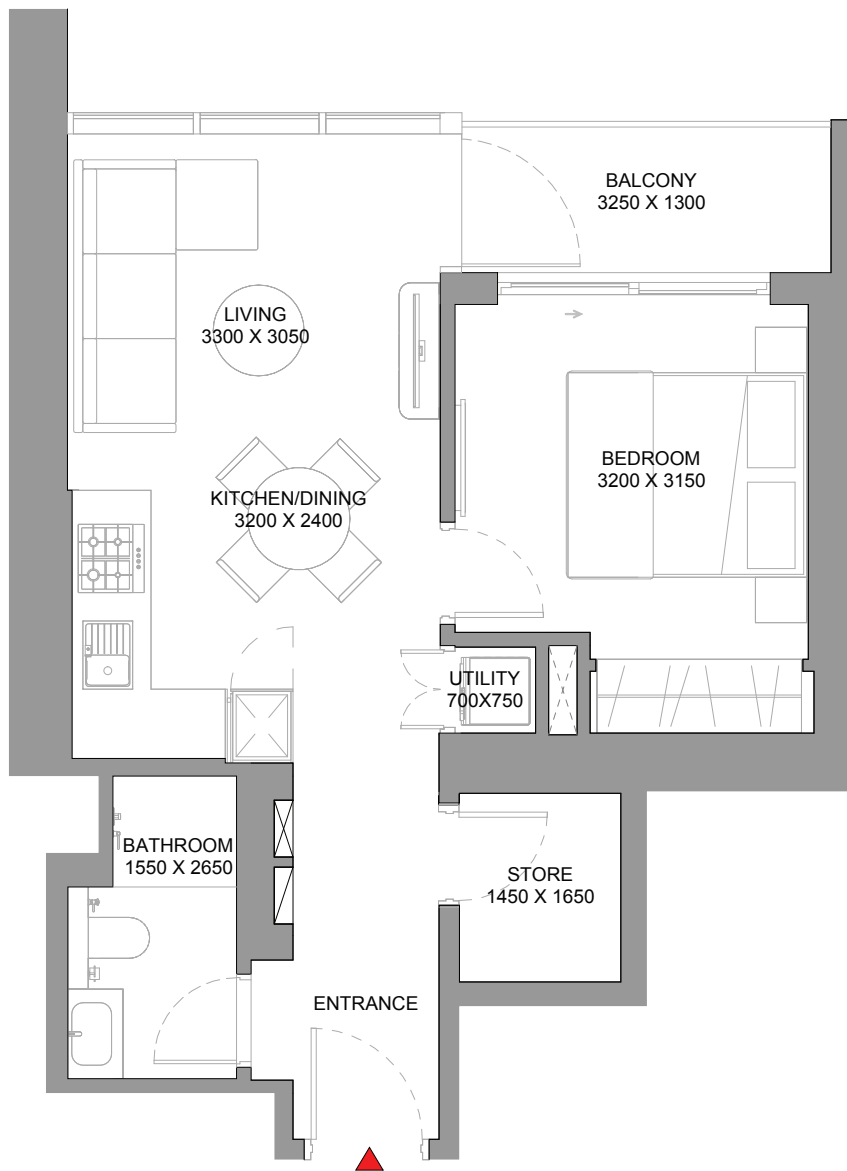 BALCONY
3250 X 1300
LIVING
3300 X 3050
BEDROOM
3200 X 3150
KITCHEN/DINING
3200 X 2400
UTILITY
700X750
BATHROOM
1550 X 2650
STORE
1450 X 1650
ENTRANCE